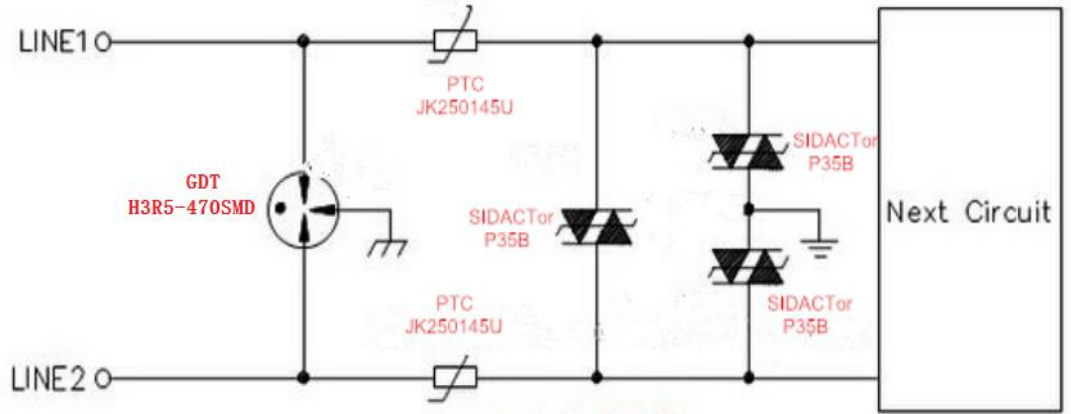 LINE1
PTC
JK250145U
SIDACTor
P35B
GDT
H3R5-470SMD
SIDACTor
P35B
Next Circuit
PTC
JK250145U
SIDACTor
P35B
LINE2